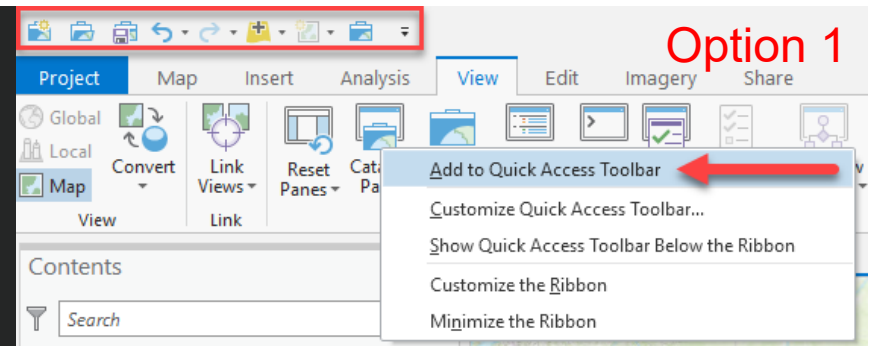 Option 1
Project Map Insert Analysis View Edit Imagery Share
Global
Local
Map
Convert
Link
Views
Reset
Panes
View
Link
Add to Quick Access Toolbar
Customize Quick Access Toolbar...
Show Quick Access Toolbar Below the Ribbon
Customize the Ribbon
Minimize the Ribbon
Contents
Search